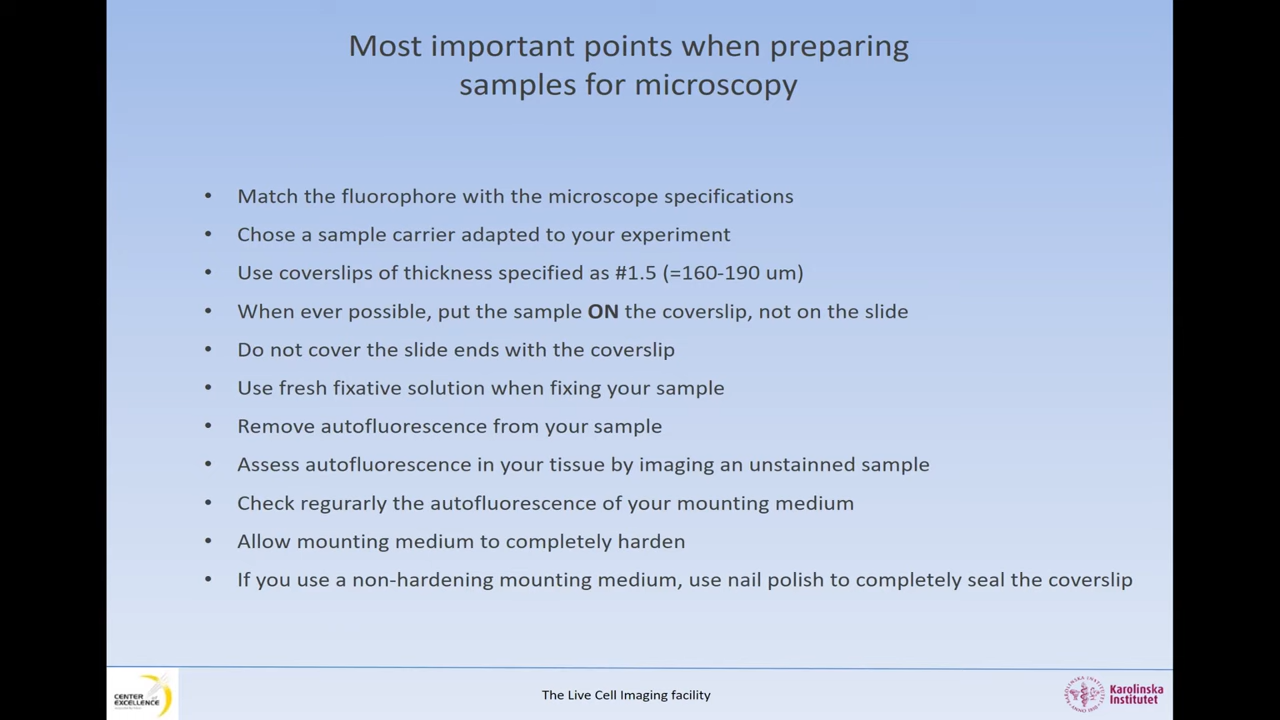 Most important points when preparing
samples for microscopy
• Match the fluorophore with the microscope specifications
• Chose a sample carrier adapted to your experiment
• Use coverslips of thickness specified as #1.5 (=160-190 um)
• When ever possible, put the sample ON the coverslip, not on the slide
• Do not cover the slide ends with the coverslip
• Use fresh fixative solution when fixing your sample
• Remove autofluorescence from your sample
• Assess autofluorescence in your tissue by imaging an unstainned sample
• Check regurarly the autofluorescence of your mounting medium
• Allow mounting medium to completely harden
• If you use a non-hardening mounting medium, use nail polish to completely seal the coverslip
CENTER
OF EXCELLENCE
The Live Cell Imaging facility
Karolinska
Institutet